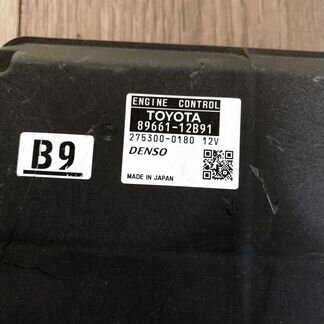 ENGINE CONTROL
TOYOTA
89661-12B91
275300-0180 12V
DENSO
MADE IN JAPAN
B9